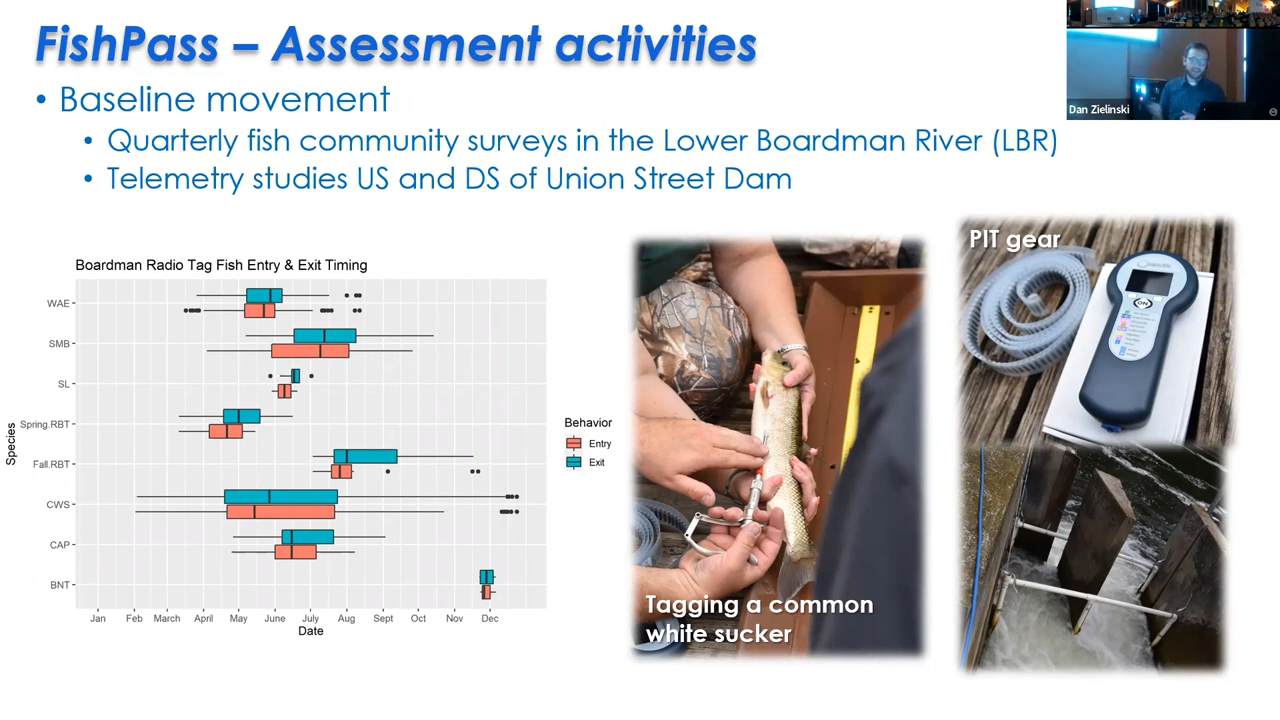 FishPass – Assessment activities
• Baseline movement
• Quarterly fish community surveys in the Lower Boardman River (LBR)
• Telemetry studies US and DS of Union Street Dam
Dan Zielinski
Boardman Radio Tag Fish Entry & Exit Timing
Species
WAE
SMB
SL
Spring.RBT
Fall.RBT
CWS
CAP
BNT
Jan Feb March April May June July Aug Sept Oct Nov Dec
Date
Behavior
Entry
Exit
Tagging a common
white sucker
PIT gear
ON